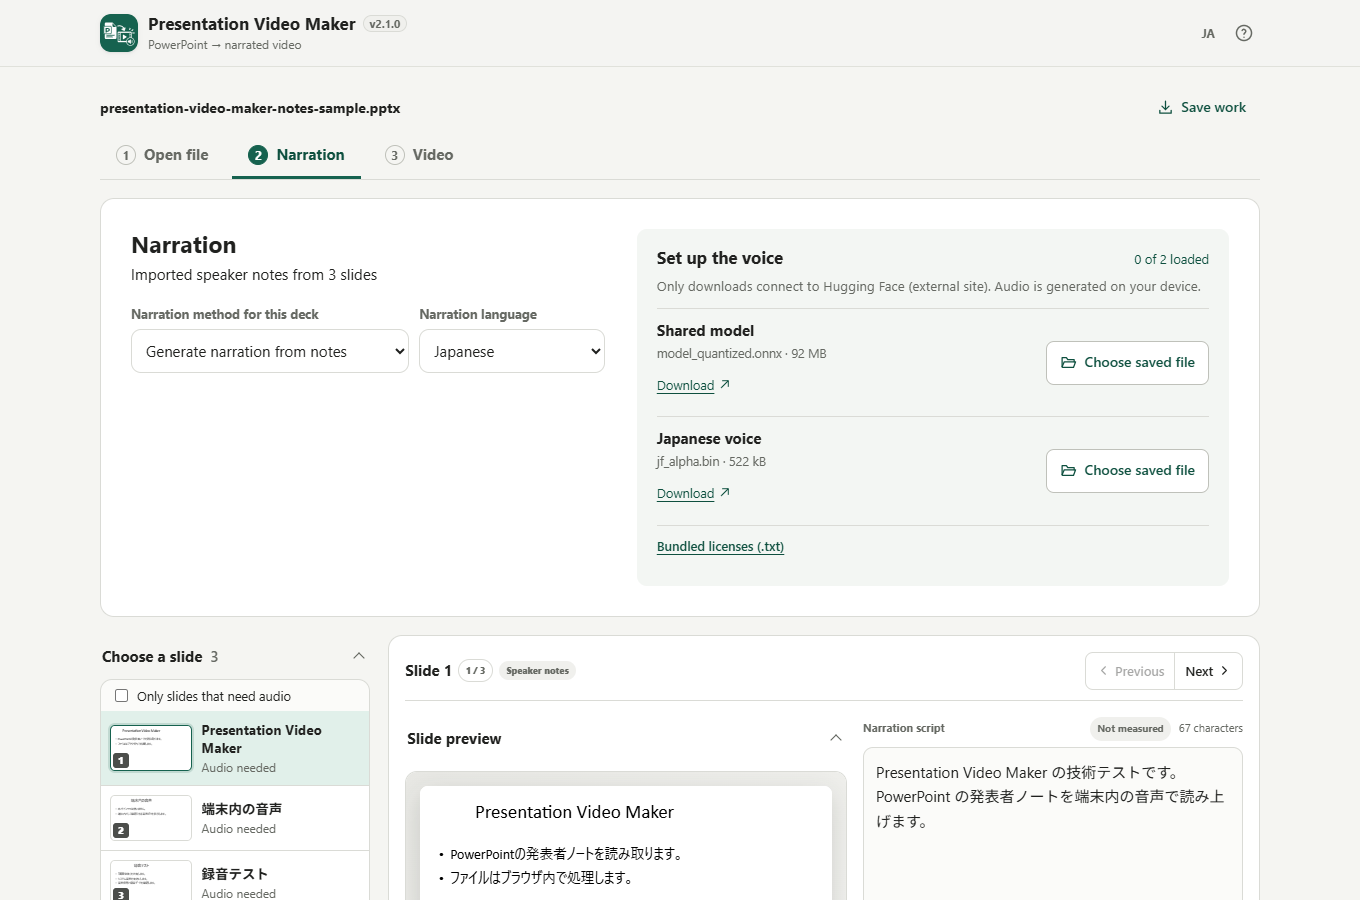 Presentation Video Maker v2.1.0
PowerPoint → narrated video
JA
presentation-video-maker-notes-sample.pptx
Save work
1 Open file
2 Narration
3 Video
Narration
Imported speaker notes from 3 slides
Narration method for this deck
Generate narration from notes
Narration language
Japanese
Set up the voice
0 of 2 loaded
Only downloads connect to Hugging Face (external site). Audio is generated on your device.
Shared model
model_quantized.onnx · 92 MB
Download
Choose saved file
Japanese voice
jf_alpha.bin · 522 kB
Download
Choose saved file
Bundled licenses (.txt)
Choose a slide 3
Only slides that need audio
1
Presentation Video
Maker
Audio needed
2
端末内の音声
Audio needed
3
録音テスト
Audio needed
Slide 1 1 / 3 Speaker notes
Previous
Next
Slide preview
Presentation Video Maker
• PowerPointの発表者ノートを読み取ります。
• ファイルはブラウザ内で処理します。
Narration script
Not measured
67 characters
Presentation Video Maker の技術テストです。
PowerPoint の発表者ノートを端末内の音声で読み上
げます。